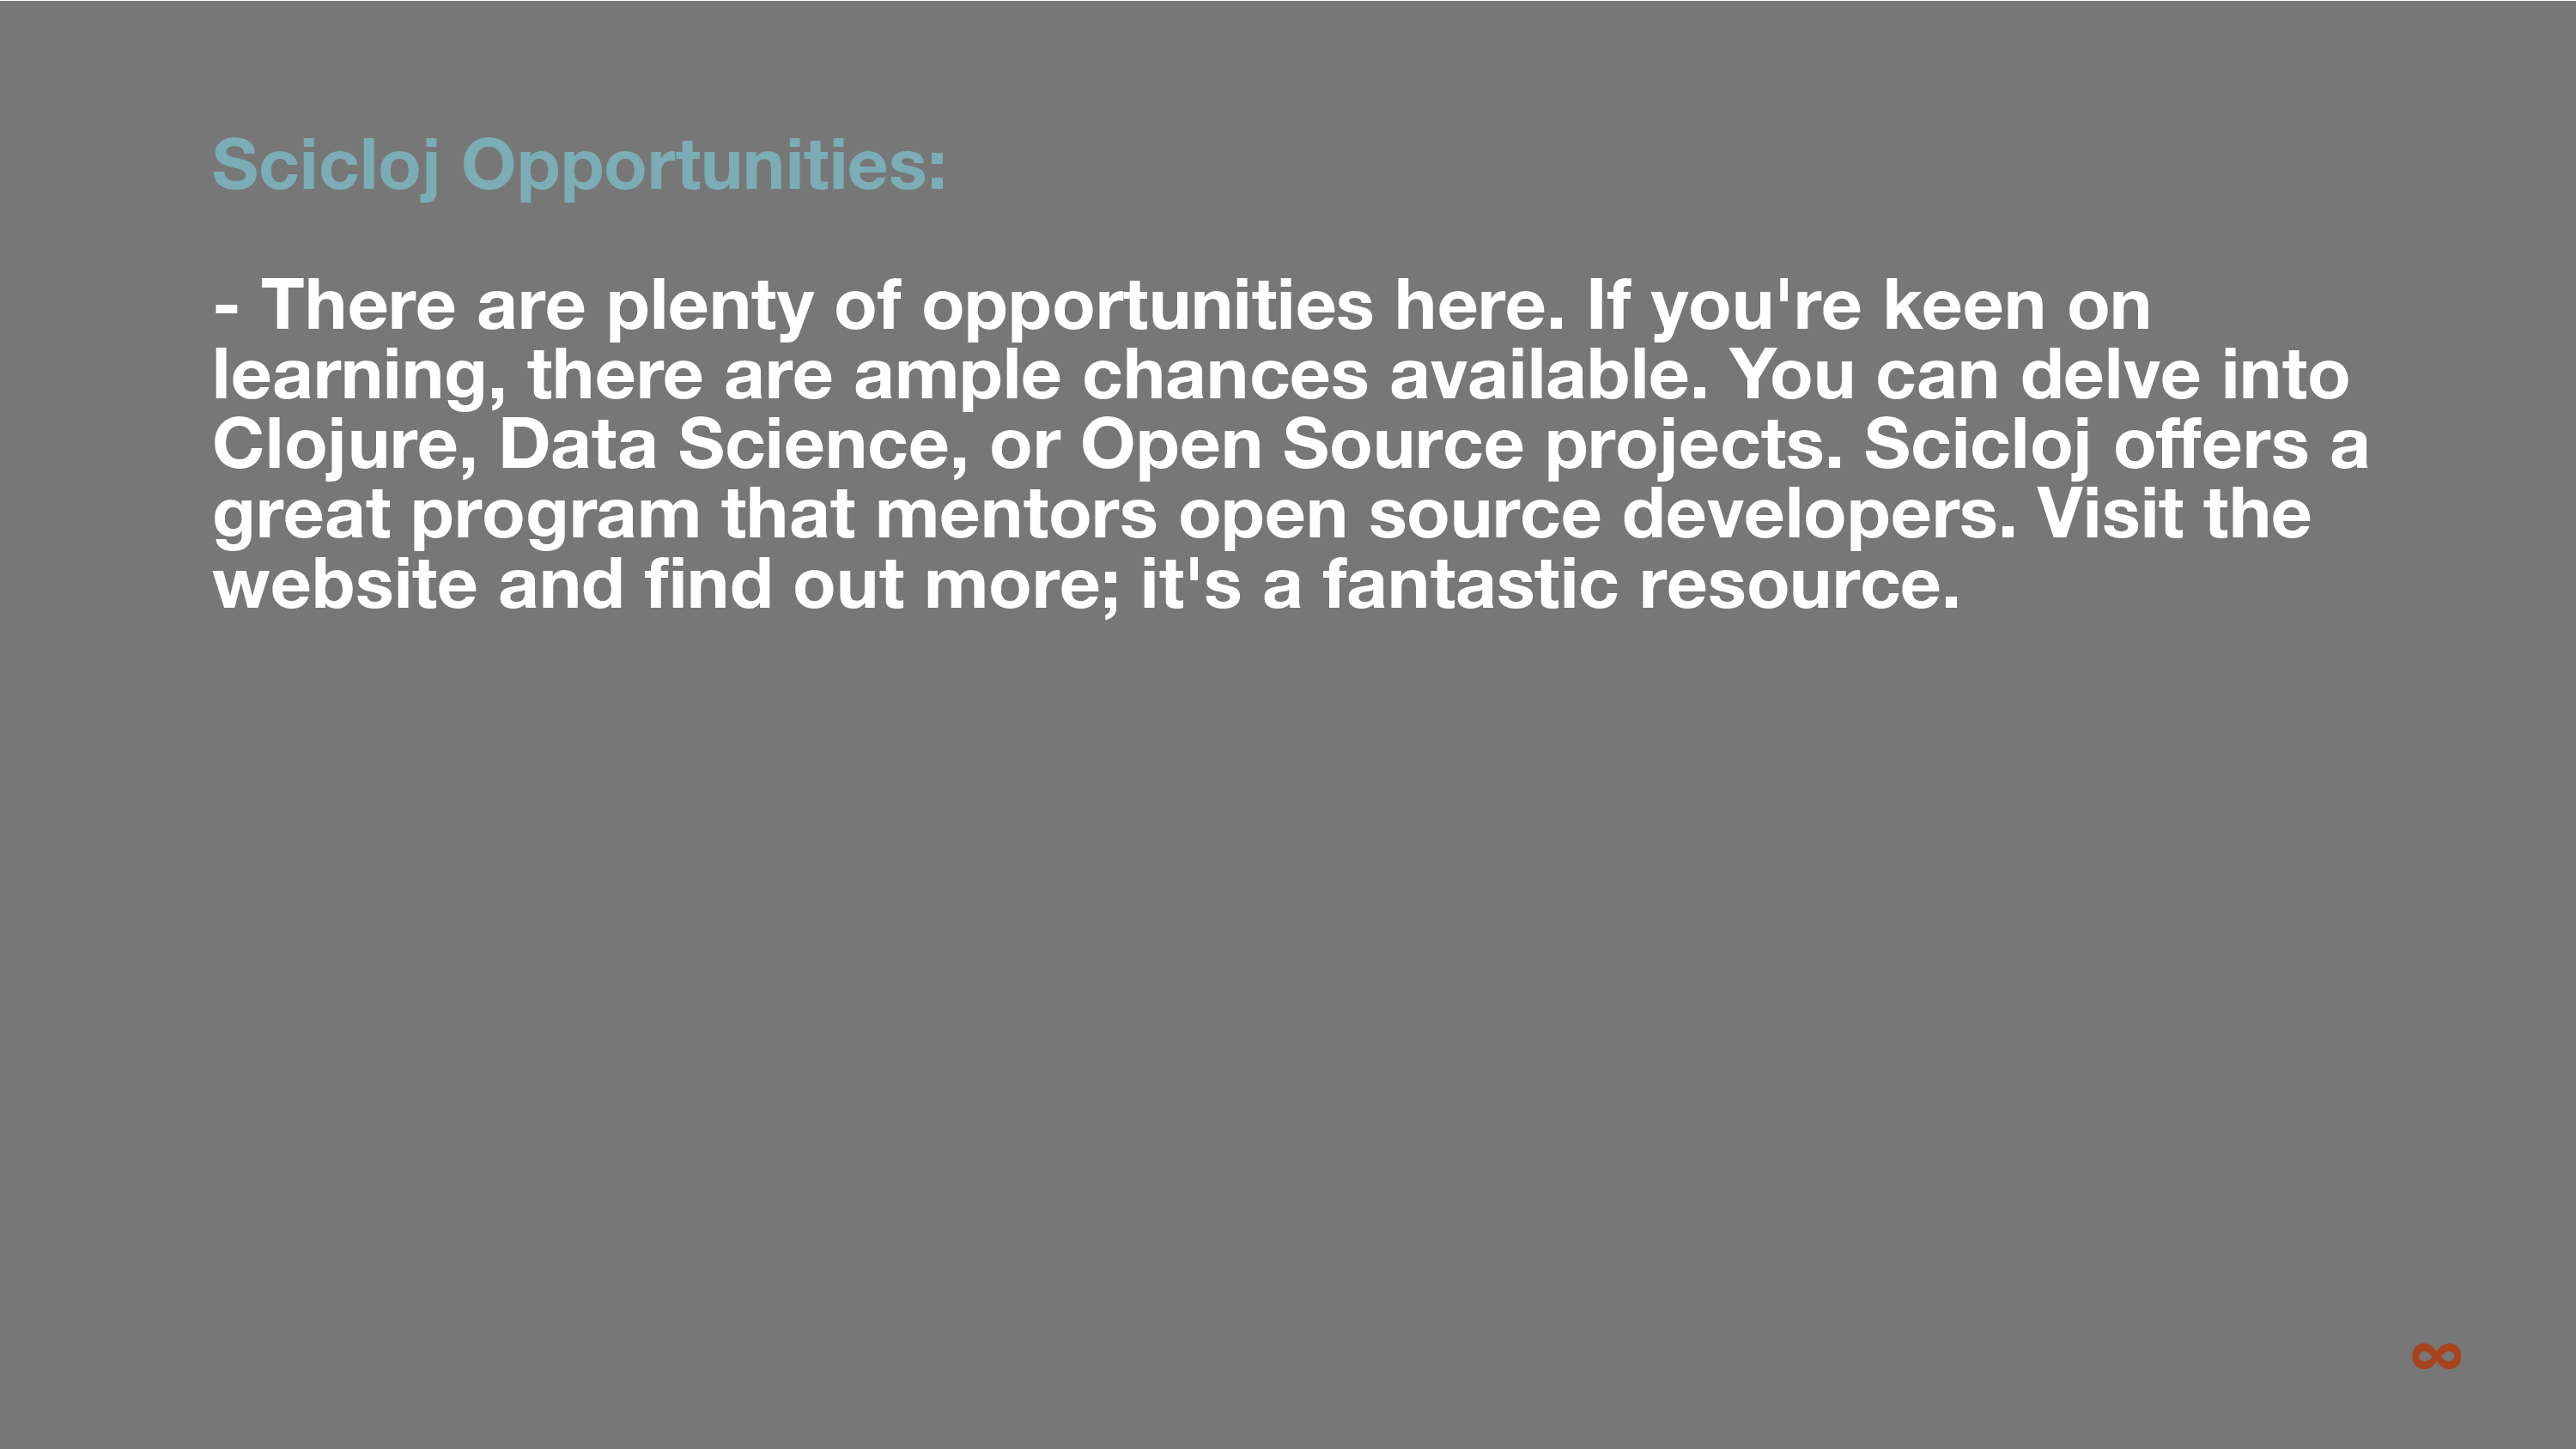 Scicloj Opportunities:
- There are plenty of opportunities here. If you're keen on
learning, there are ample chances available. You can delve into
Clojure, Data Science, or Open Source projects. Scicloj offers a
great program that mentors open source developers. Visit the
website and find out more; it's a fantastic resource.
∞